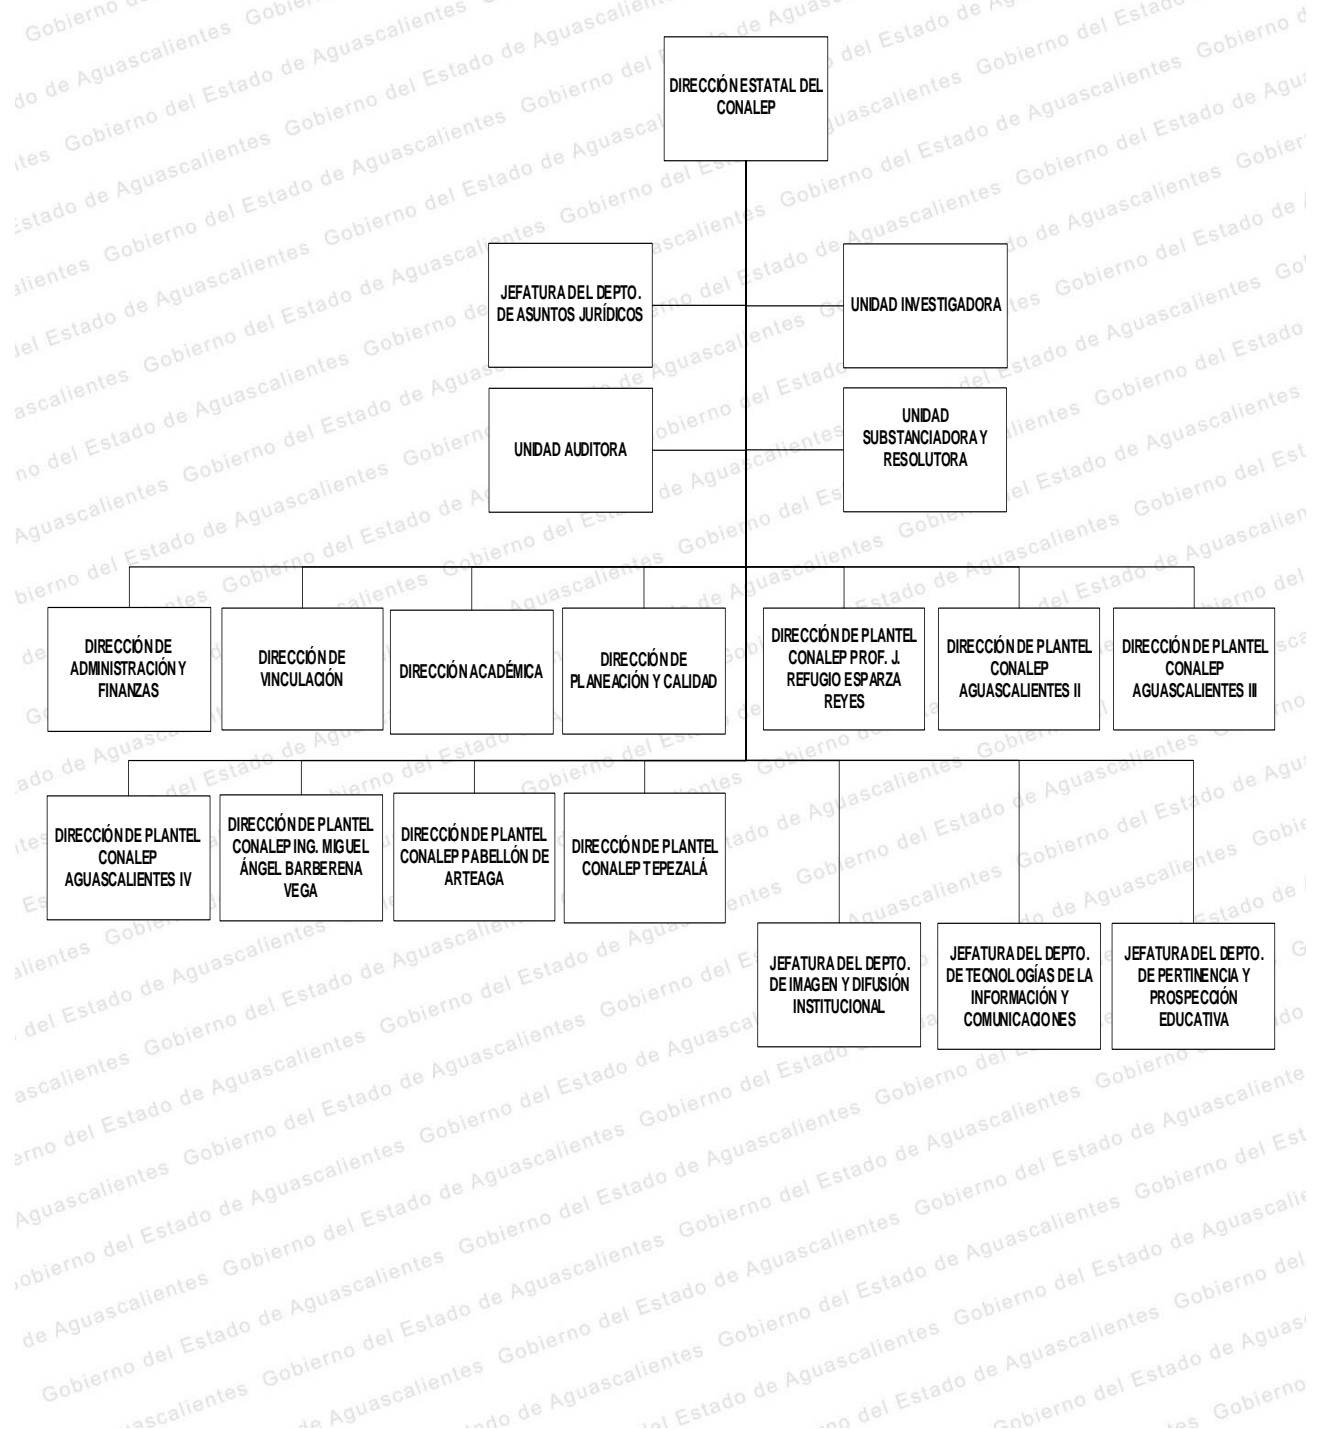 DIRECCIÓN ESTATAL DEL
CONALEP
JEFATURA DEL DEPTO.
DE ASUNTOS JURÍDICOS
UNIDAD INVESTIGADORA
UNIDAD AUDITORA
UNIDAD
SUBSTANCIADORA Y
RESOLUTORA
DIRECCIÓN DE
ADMINISTRACIÓN Y
FINANZAS
DIRECCIÓN DE
VINCULACIÓN
DIRECCIÓN ACADÉMICA
DIRECCIÓN DE
PLANEACIÓN Y CALIDAD
DIRECCIÓN DE PLANTEL
CONALEP PROF. J.
REFUGIO ESPARZA
REYES
DIRECCIÓN DE PLANTEL
CONALEP
AGUASCALIENTES II
DIRECCIÓN DE PLANTEL
CONALEP
AGUASCALIENTES III
DIRECCIÓN DE PLANTEL
CONALEP
AGUASCALIENTES IV
DIRECCIÓN DE PLANTEL
CONALEP ING. MIGUEL
ÁNGEL BARBERENA
VEGA
DIRECCIÓN DE PLANTEL
CONALEP PABELLÓN DE
ARTEAGA
DIRECCIÓN DE PLANTEL
CONALEP TEPEZALÁ
JEFATURA DEL DEPTO.
DE IMAGEN Y DIFUSIÓN
INSTITUCIONAL
JEFATURA DEL DEPTO.
DE TECNOLOGÍAS DE LA
INFORMACIÓN Y
COMUNICACIONES
JEFATURA DEL DEPTO.
DE PERTINENCIA Y
PROSPECCIÓN
EDUCATIVA
Gobierno del Estado de Aguascalientes